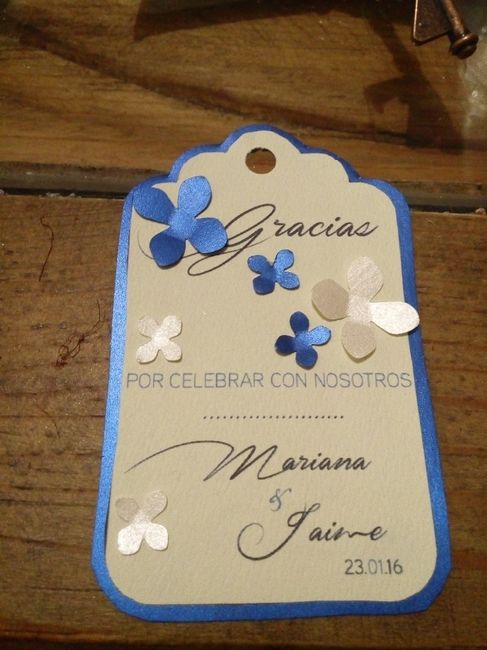 Gracias
POR CELEBRAR CON NOSOTROS
.....................
Mariana
&
Jaime
23.01.16